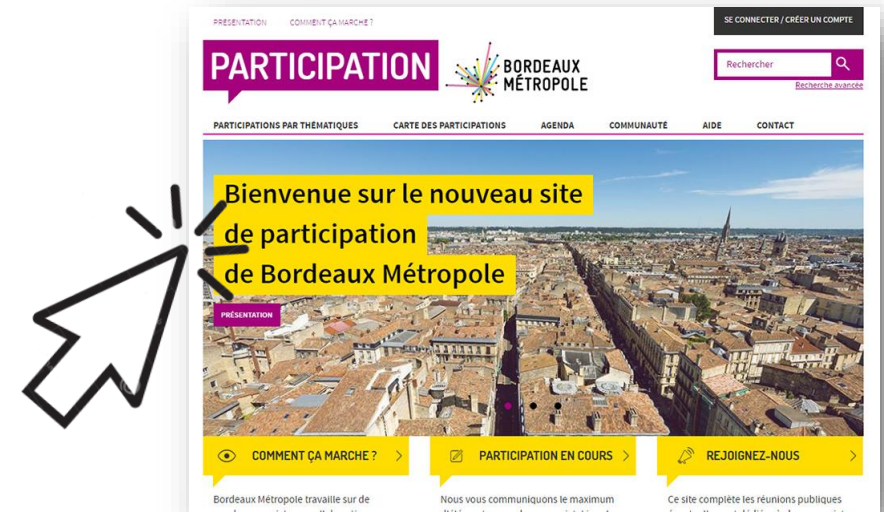 PRÉSENTATION COMMENT ÇA MARCHE ?
SE CONNECTER / CRÉER UN COMPTE
PARTICIPATION
BORDEAUX
MÉTROPOLE
Rechercher
Recherche avancée
PARTICIPATIONS PAR THÉMATIQUES CARTE DES PARTICIPATIONS AGENDA COMMUNAUTÉ AIDE CONTACT
Bienvenue sur le nouveau site
de participation
de Bordeaux Métropole
PRÉSENTATION
COMMENT ÇA MARCHE ?
PARTICIPATION EN COURS
REJOIGNEZ-NOUS
Bordeaux Métropole travaille sur de
Nous vous communiquons le maximum
Ce site complète les réunions publiques